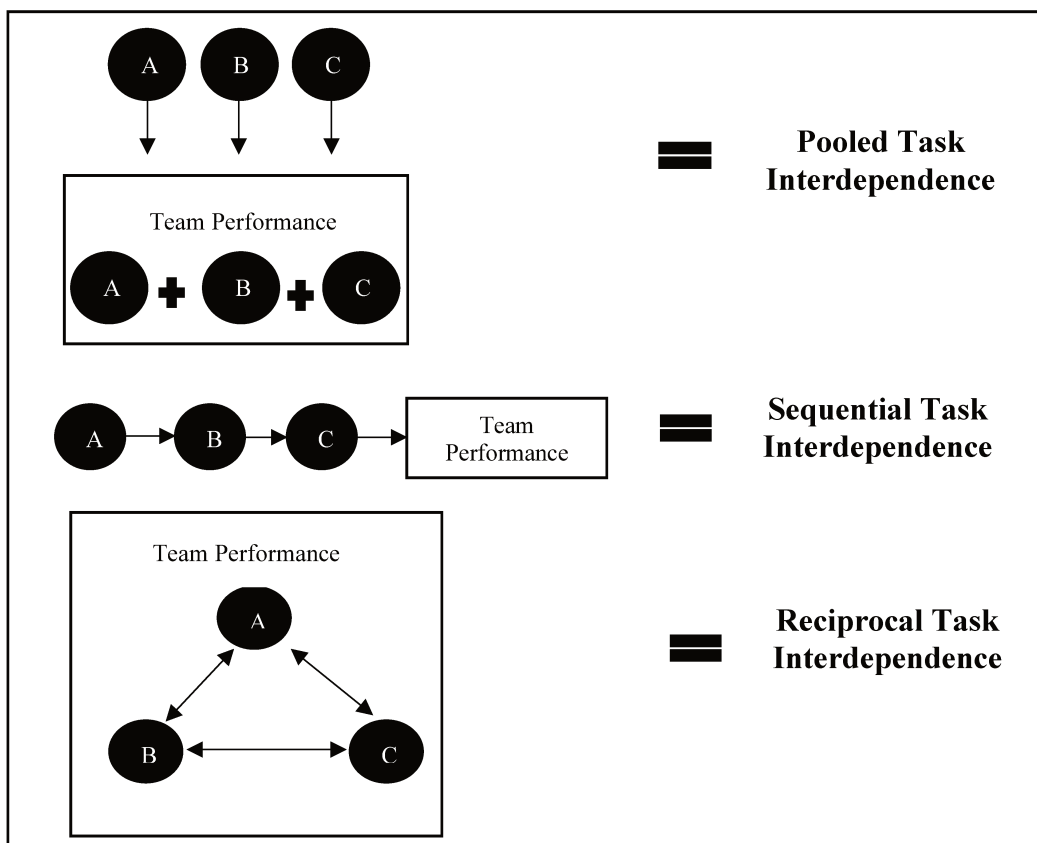 A B C
Pooled Task
Interdependence
Team Performance
A + B + C
A B C
Team
Performance
Sequential Task
Interdependence
Team Performance
A
B C
Reciprocal Task
Interdependence